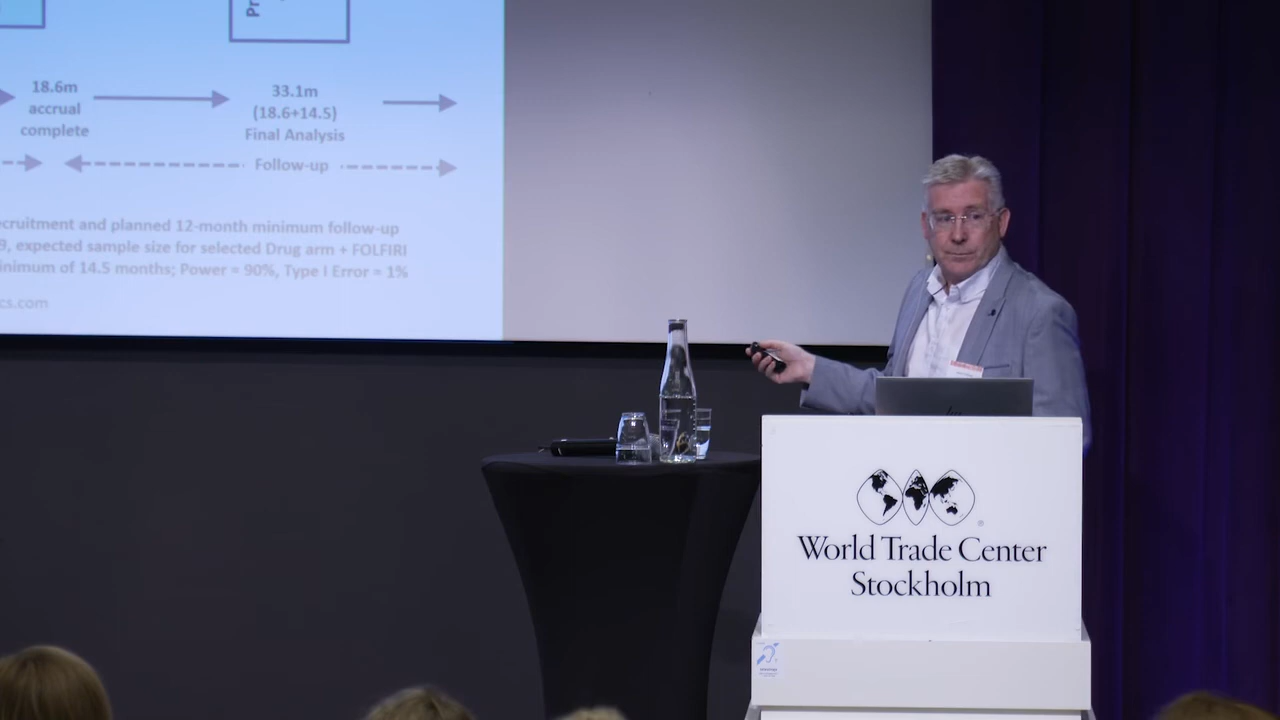 18.6m
accrual
complete
33.1m
(18.6+14.5)
Final Analysis
Follow-up
recruitment and planned 12-month minimum follow-up
9, expected sample size for selected Drug arm + FOLFIRI
minimum of 14.5 months; Power = 90%, Type I Error = 1%
cs.com
World Trade Center
Stockholm